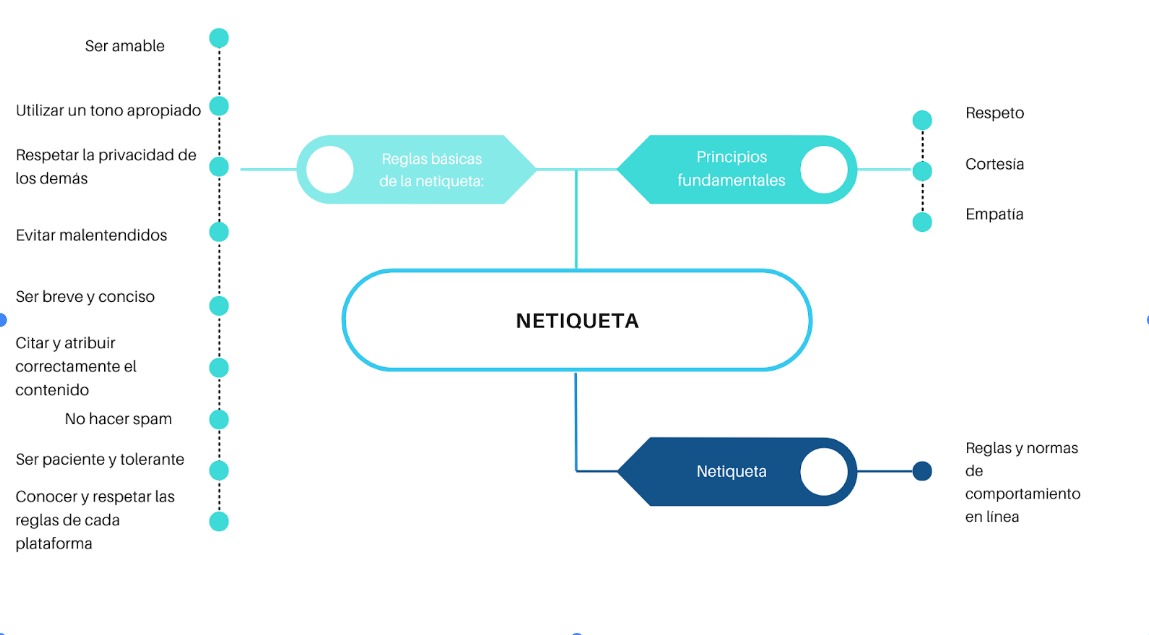 Ser amable
Utilizar un tono apropiado
Respetar la privacidad de
los demás
Evitar malentendidos
Ser breve y conciso
Citar y atribuir
correctamente el
contenido
No hacer spam
Ser paciente y tolerante
Conocer y respetar las
reglas de cada
plataforma
Reglas básicas
de la netiqueta:
Principios
fundamentales
Respeto
Cortesía
Empatía
NETIQUETA
Netiqueta
Reglas y normas
de
comportamiento
en línea